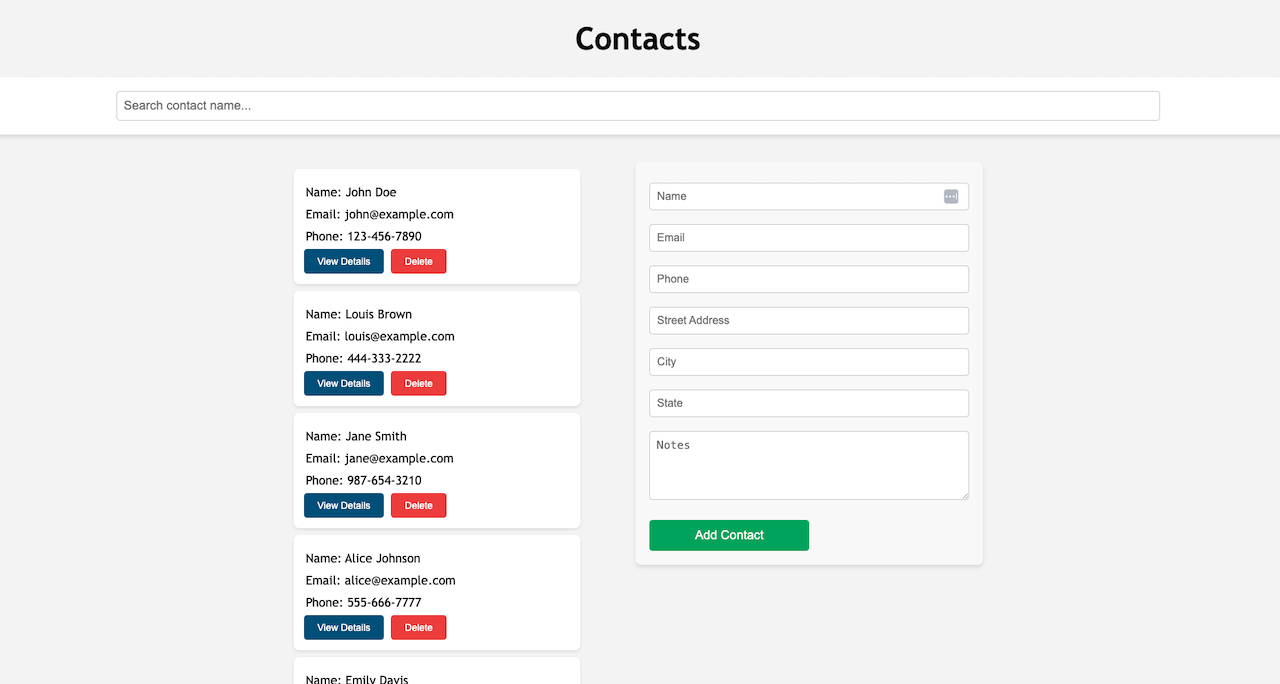 Contacts
Search contact name...
Name: John Doe
Email: john@example.com
Phone: 123-456-7890
View Details Delete
Name: Louis Brown
Email: louis@example.com
Phone: 444-333-2222
View Details Delete
Name: Jane Smith
Email: jane@example.com
Phone: 987-654-3210
View Details Delete
Name: Alice Johnson
Email: alice@example.com
Phone: 555-666-7777
View Details Delete
Name: Emily Davis
Name
Email
Phone
Street Address
City
State
Notes
Add Contact